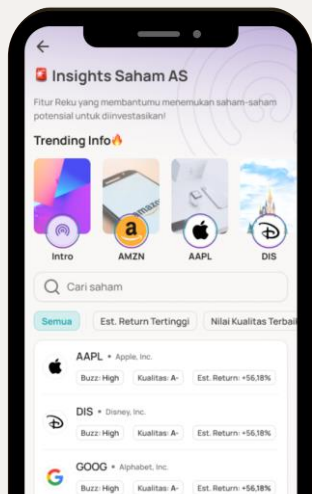 Insights Saham AS
Fitur Reku yang membantumu menemukan saham-saham
potensial untuk diinvestasikan!
Trending Info🔥
amazo
a
Intro
AMZN
AAPL
DIS
Cari saham
Semua
Est. Return Tertinggi
Nilai Kualitas Terbaik
AAPL • Apple, Inc.
Buzz: High
Kualitas: A-
Est. Return: +56,18%
DIS • Disney, Inc.
Buzz: High
Kualitas: A-
Est. Return: +56,18%
GOOG • Alphabet, Inc.
Buzz: High
Kualitas: A-
Est. Return: +56,18%